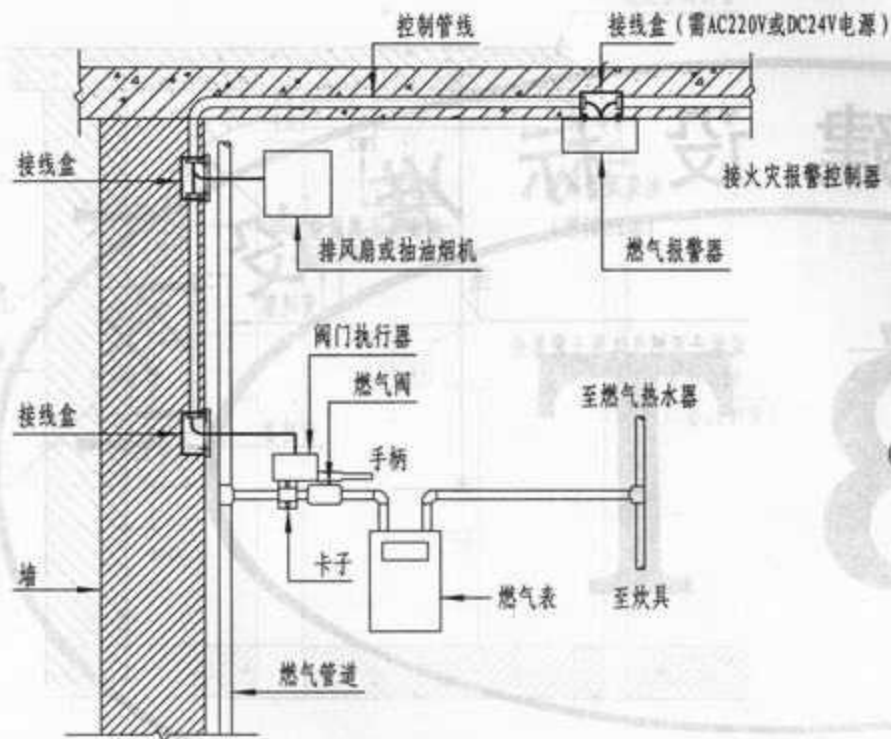 控制管线
接线盒（需AC220V或DC24V电源）
接线盒
接火灾报警控制器
排风扇或抽油烟机
燃气报警器
阀门执行器
燃气阀
至燃气热水器
接线盒
手柄
卡子
墙
燃气表
至炊具
燃气管道